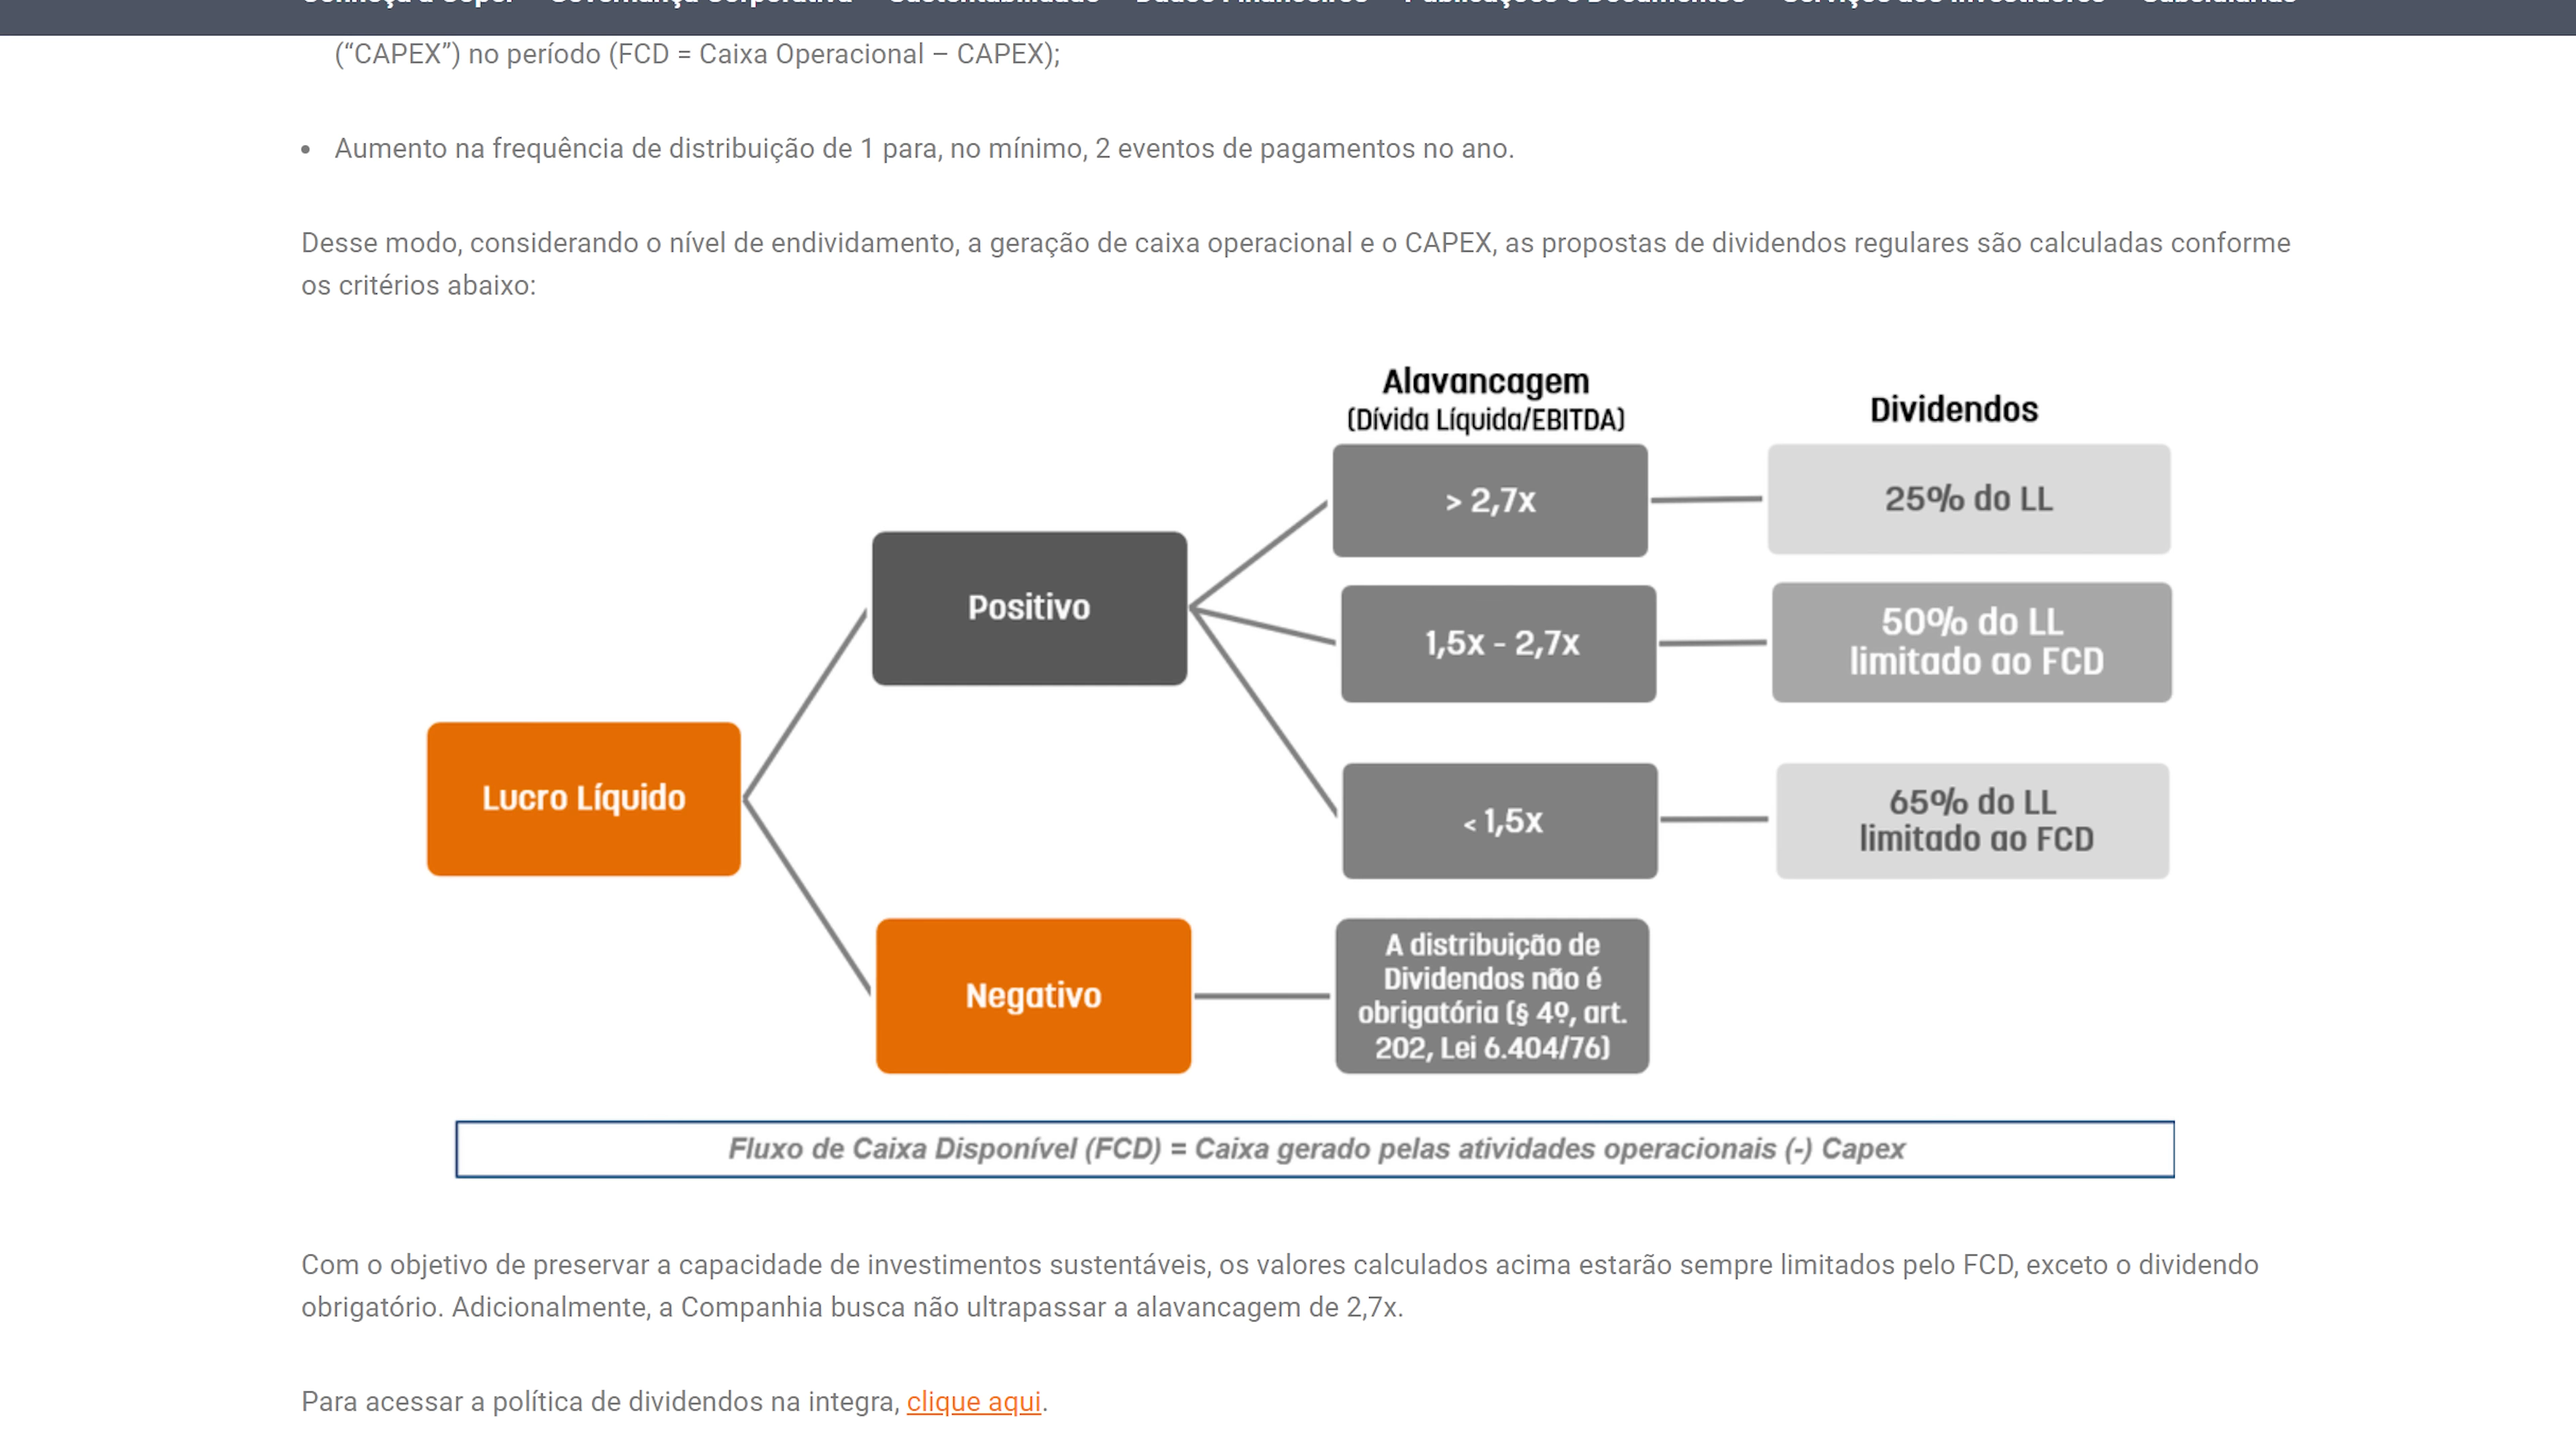 (“CAPEX”) no período (FCD = Caixa Operacional – CAPEX);
• Aumento na frequência de distribuição de 1 para, no mínimo, 2 eventos de pagamentos no ano.
Desse modo, considerando o nível de endividamento, a geração de caixa operacional e o CAPEX, as propostas de dividendos regulares são calculadas conforme
os critérios abaixo:
Alavancagem
(Dívida Líquida/EBITDA)
Dividendos
> 2,7x
25% do LL
Positivo
1,5x - 2,7x
50% do LL
limitado ao FCD
Lucro Líquido
< 1,5x
65% do LL
limitado ao FCD
Negativo
A distribuição de
Dividendos não é
obrigatória (§ 4º, art.
202, Lei 6.404/76)
Fluxo de Caixa Disponível (FCD) = Caixa gerado pelas atividades operacionais (-) Capex
Com o objetivo de preservar a capacidade de investimentos sustentáveis, os valores calculados acima estarão sempre limitados pelo FCD, exceto o dividendo
obrigatório. Adicionalmente, a Companhia busca não ultrapassar a alavancagem de 2,7x.
Para acessar a política de dividendos na integra, clique aqui.